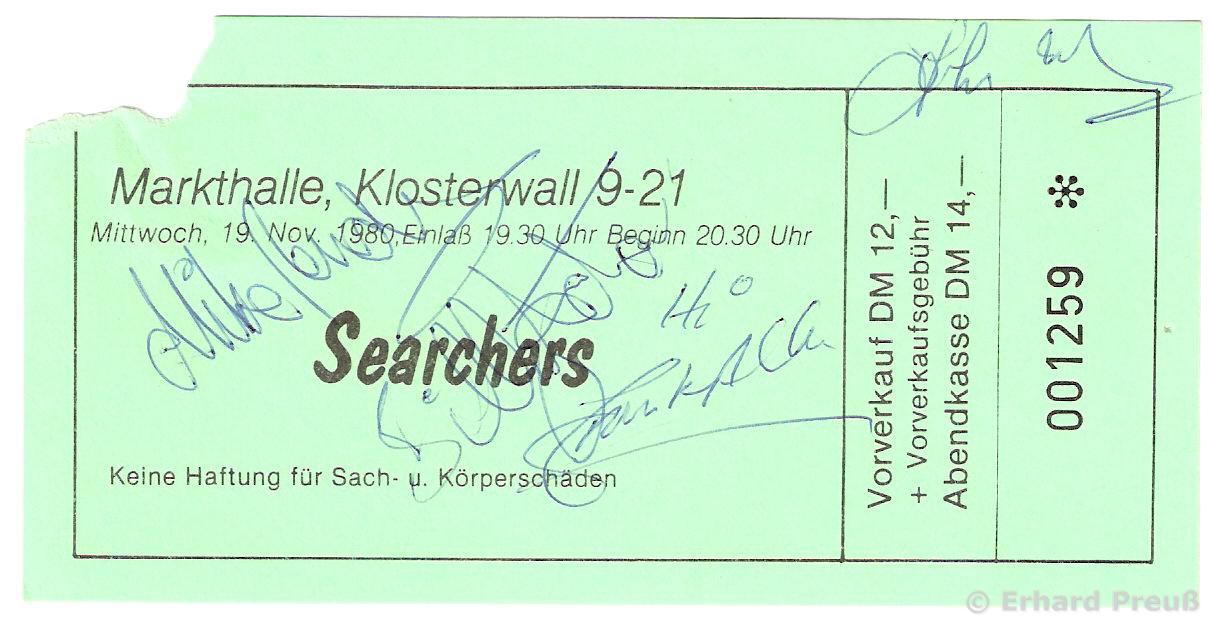 Markthalle, Klosterwall 9-21
Mittwoch, 19. Nov. 1980, Einlaß 19.30 Uhr Beginn 20.30 Uhr
Searchers
Hi
Keine Haftung für Sach- u. Körperschäden
Vorverkauf DM 12,—
+ Vorverkaufsgebühr
Abendkasse DM 14,—
001259 *
© Erhard Preuß